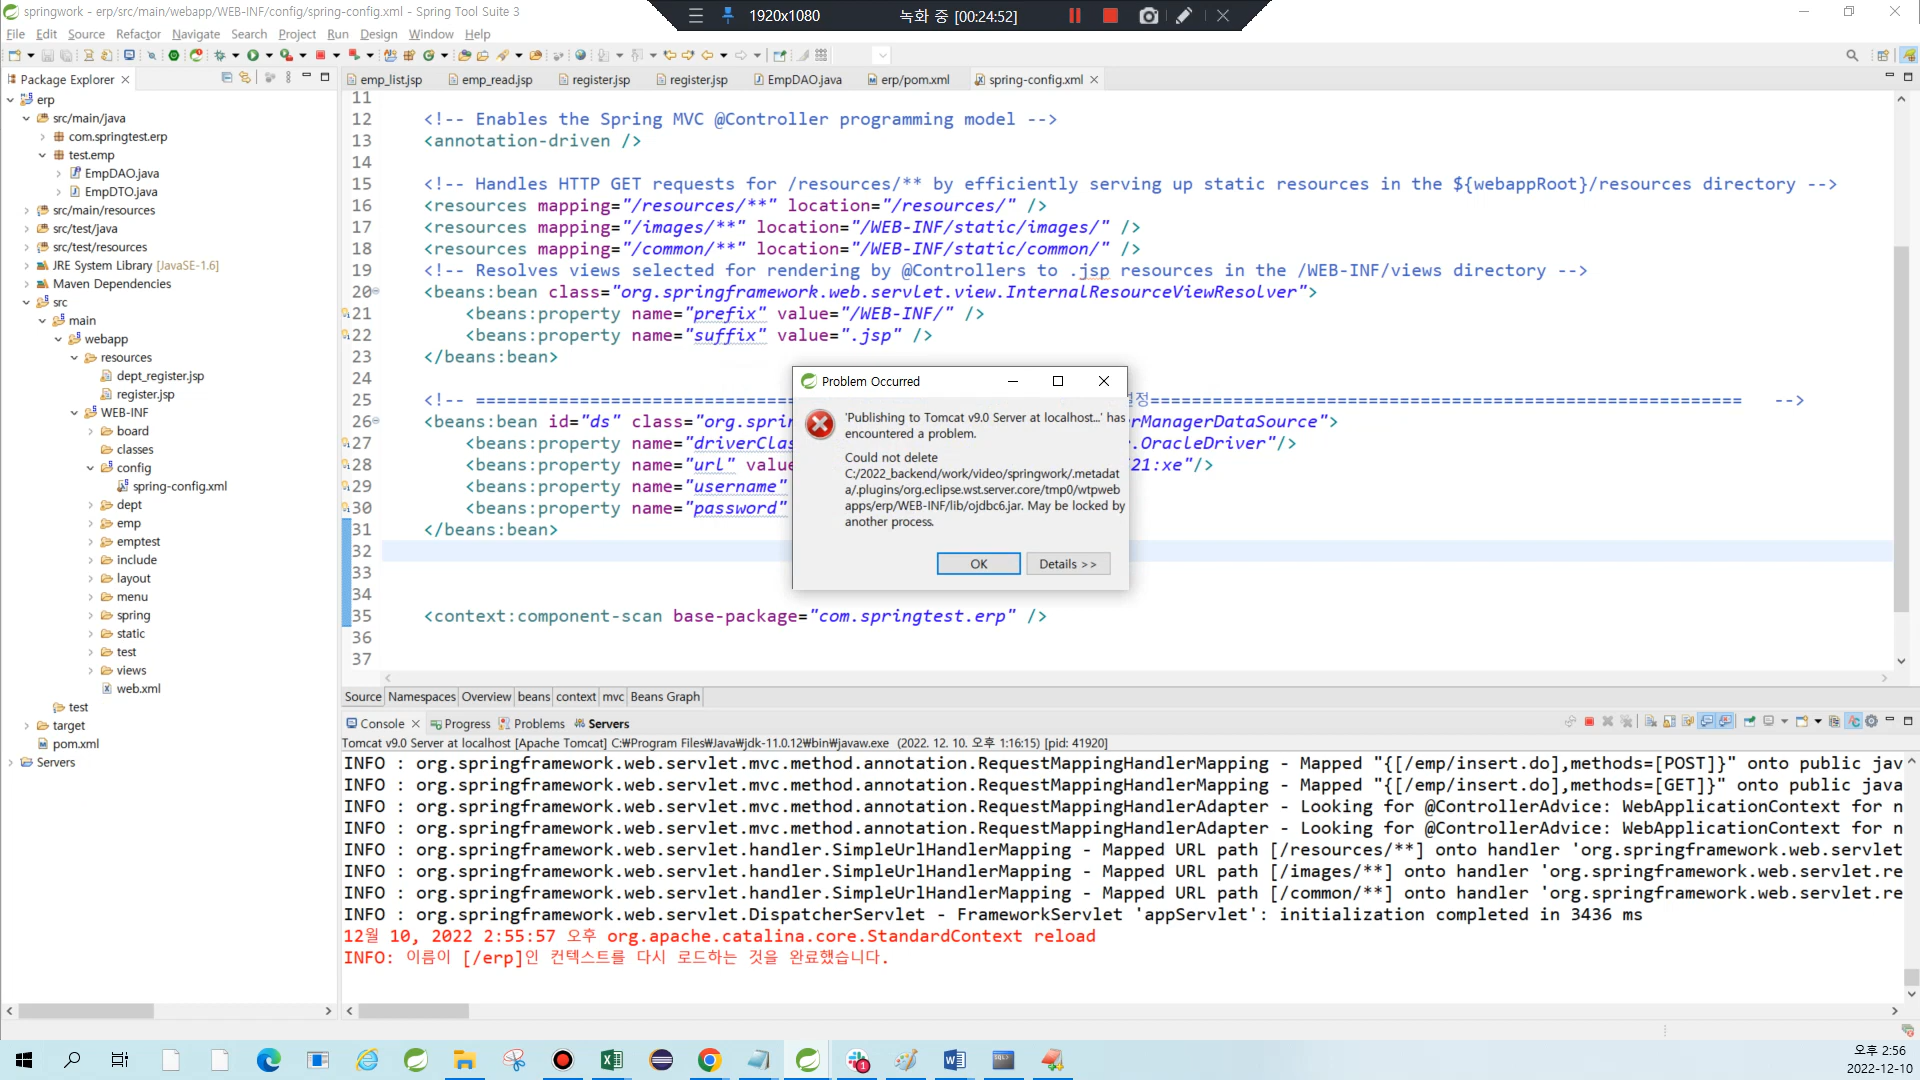 springwork - erp/src/main/webapp/WEB-INF/config/spring-config.xml - Spring Tool Suite 3
1920x1080
녹화 중 [00:24:52]
File Edit Source Refactor Navigate Search Project Run Design Window Help
Package Explorer
emp_list.jsp emp_read.jsp register.jsp register.jsp EmpDAO.java erp/pom.xml spring-config.xml
erp
src/main/java
com.springtest.erp
test.emp
EmpDAO.java
EmpDTO.java
src/main/resources
src/test/java
src/test/resources
JRE System Library [JavaSE-1.6]
Maven Dependencies
src
main
webapp
resources
dept_register.jsp
register.jsp
WEB-INF
board
classes
config
spring-config.xml
dept
emp
emptest
include
layout
menu
spring
static
test
views
web.xml
test
target
pom.xml
Servers
11
12 <!-- Enables the Spring MVC @Controller programming model -->
13 <annotation-driven />
14
15 <!-- Handles HTTP GET requests for /resources/** by efficiently serving up static resources in the ${webappRoot}/resources directory -->
16 <resources mapping="/resources/**" location="/resources/" />
17 <resources mapping="/images/**" location="/WEB-INF/static/images/" />
18 <resources mapping="/common/**" location="/WEB-INF/static/common/" />
19 <!-- Resolves views selected for rendering by @Controllers to .jsp resources in the /WEB-INF/views directory -->
20 <beans:bean class="org.springframework.web.servlet.view.InternalResourceViewResolver">
21 <beans:property name="prefix" value="/WEB-INF/" />
22 <beans:property name="suffix" value=".jsp" />
23 </beans:bean>
24
25 <!-- ============================== 정========================================================= -->
26 <beans:bean id="ds" class="org.spri rManagerDataSource">
27 <beans:property name="driverClas .OracleDriver"/>
28 <beans:property name="url" valu 21:xe"/>
29 <beans:property name="username"
30 <beans:property name="password"
31 </beans:bean>
32
33
34
35 <context:component-scan base-package="com.springtest.erp" />
36
37
Problem Occurred
'Publishing to Tomcat v9.0 Server at localhost...' has
encountered a problem.
Could not delete
C:/2022_backend/work/video/springwork/.metadat
a/.plugins/org.eclipse.wst.server.core/tmp0/wtpweb
apps/erp/WEB-INF/lib/ojdbc6.jar. May be locked by
another process.
OK Details >>
Source Namespaces Overview beans context mvc Beans Graph
Console Progress Problems Servers
Tomcat v9.0 Server at localhost [Apache Tomcat] C:₩Program Files₩Java₩jdk-11.0.12₩bin₩javaw.exe (2022. 12. 10. 오후 1:16:15) [pid: 41920]
INFO : org.springframework.web.servlet.mvc.method.annotation.RequestMappingHandlerMapping - Mapped "{[/emp/insert.do],methods=[POST]}" onto public jav
INFO : org.springframework.web.servlet.mvc.method.annotation.RequestMappingHandlerMapping - Mapped "{[/emp/insert.do],methods=[GET]}" onto public java
INFO : org.springframework.web.servlet.mvc.method.annotation.RequestMappingHandlerAdapter - Looking for @ControllerAdvice: WebApplicationContext for n
INFO : org.springframework.web.servlet.mvc.method.annotation.RequestMappingHandlerAdapter - Looking for @ControllerAdvice: WebApplicationContext for n
INFO : org.springframework.web.servlet.handler.SimpleUrlHandlerMapping - Mapped URL path [/resources/**] onto handler 'org.springframework.web.servlet
INFO : org.springframework.web.servlet.handler.SimpleUrlHandlerMapping - Mapped URL path [/images/**] onto handler 'org.springframework.web.servlet.re
INFO : org.springframework.web.servlet.handler.SimpleUrlHandlerMapping - Mapped URL path [/common/**] onto handler 'org.springframework.web.servlet.re
INFO : org.springframework.web.servlet.DispatcherServlet - FrameworkServlet 'appServlet': initialization completed in 3436 ms
12월 10, 2022 2:55:57 오후 org.apache.catalina.core.StandardContext reload
INFO: 이름이 [/erp]인 컨텍스트를 다시 로드하는 것을 완료했습니다.
오후 2:56
2022-12-10